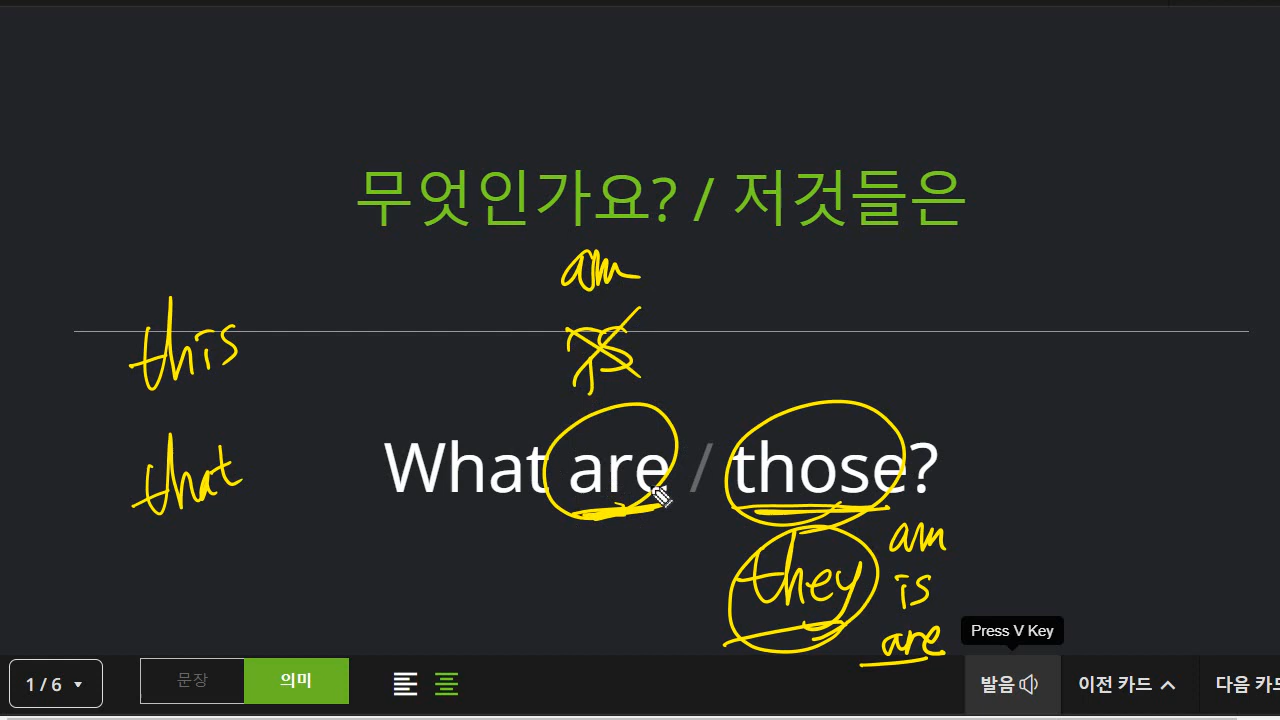 무엇인가요? / 저것들은
am
this
is
What are / those?
that
they
am
is
are
Press V Key
1 / 6
문장
의미
발음
이전 카드
다음 카드